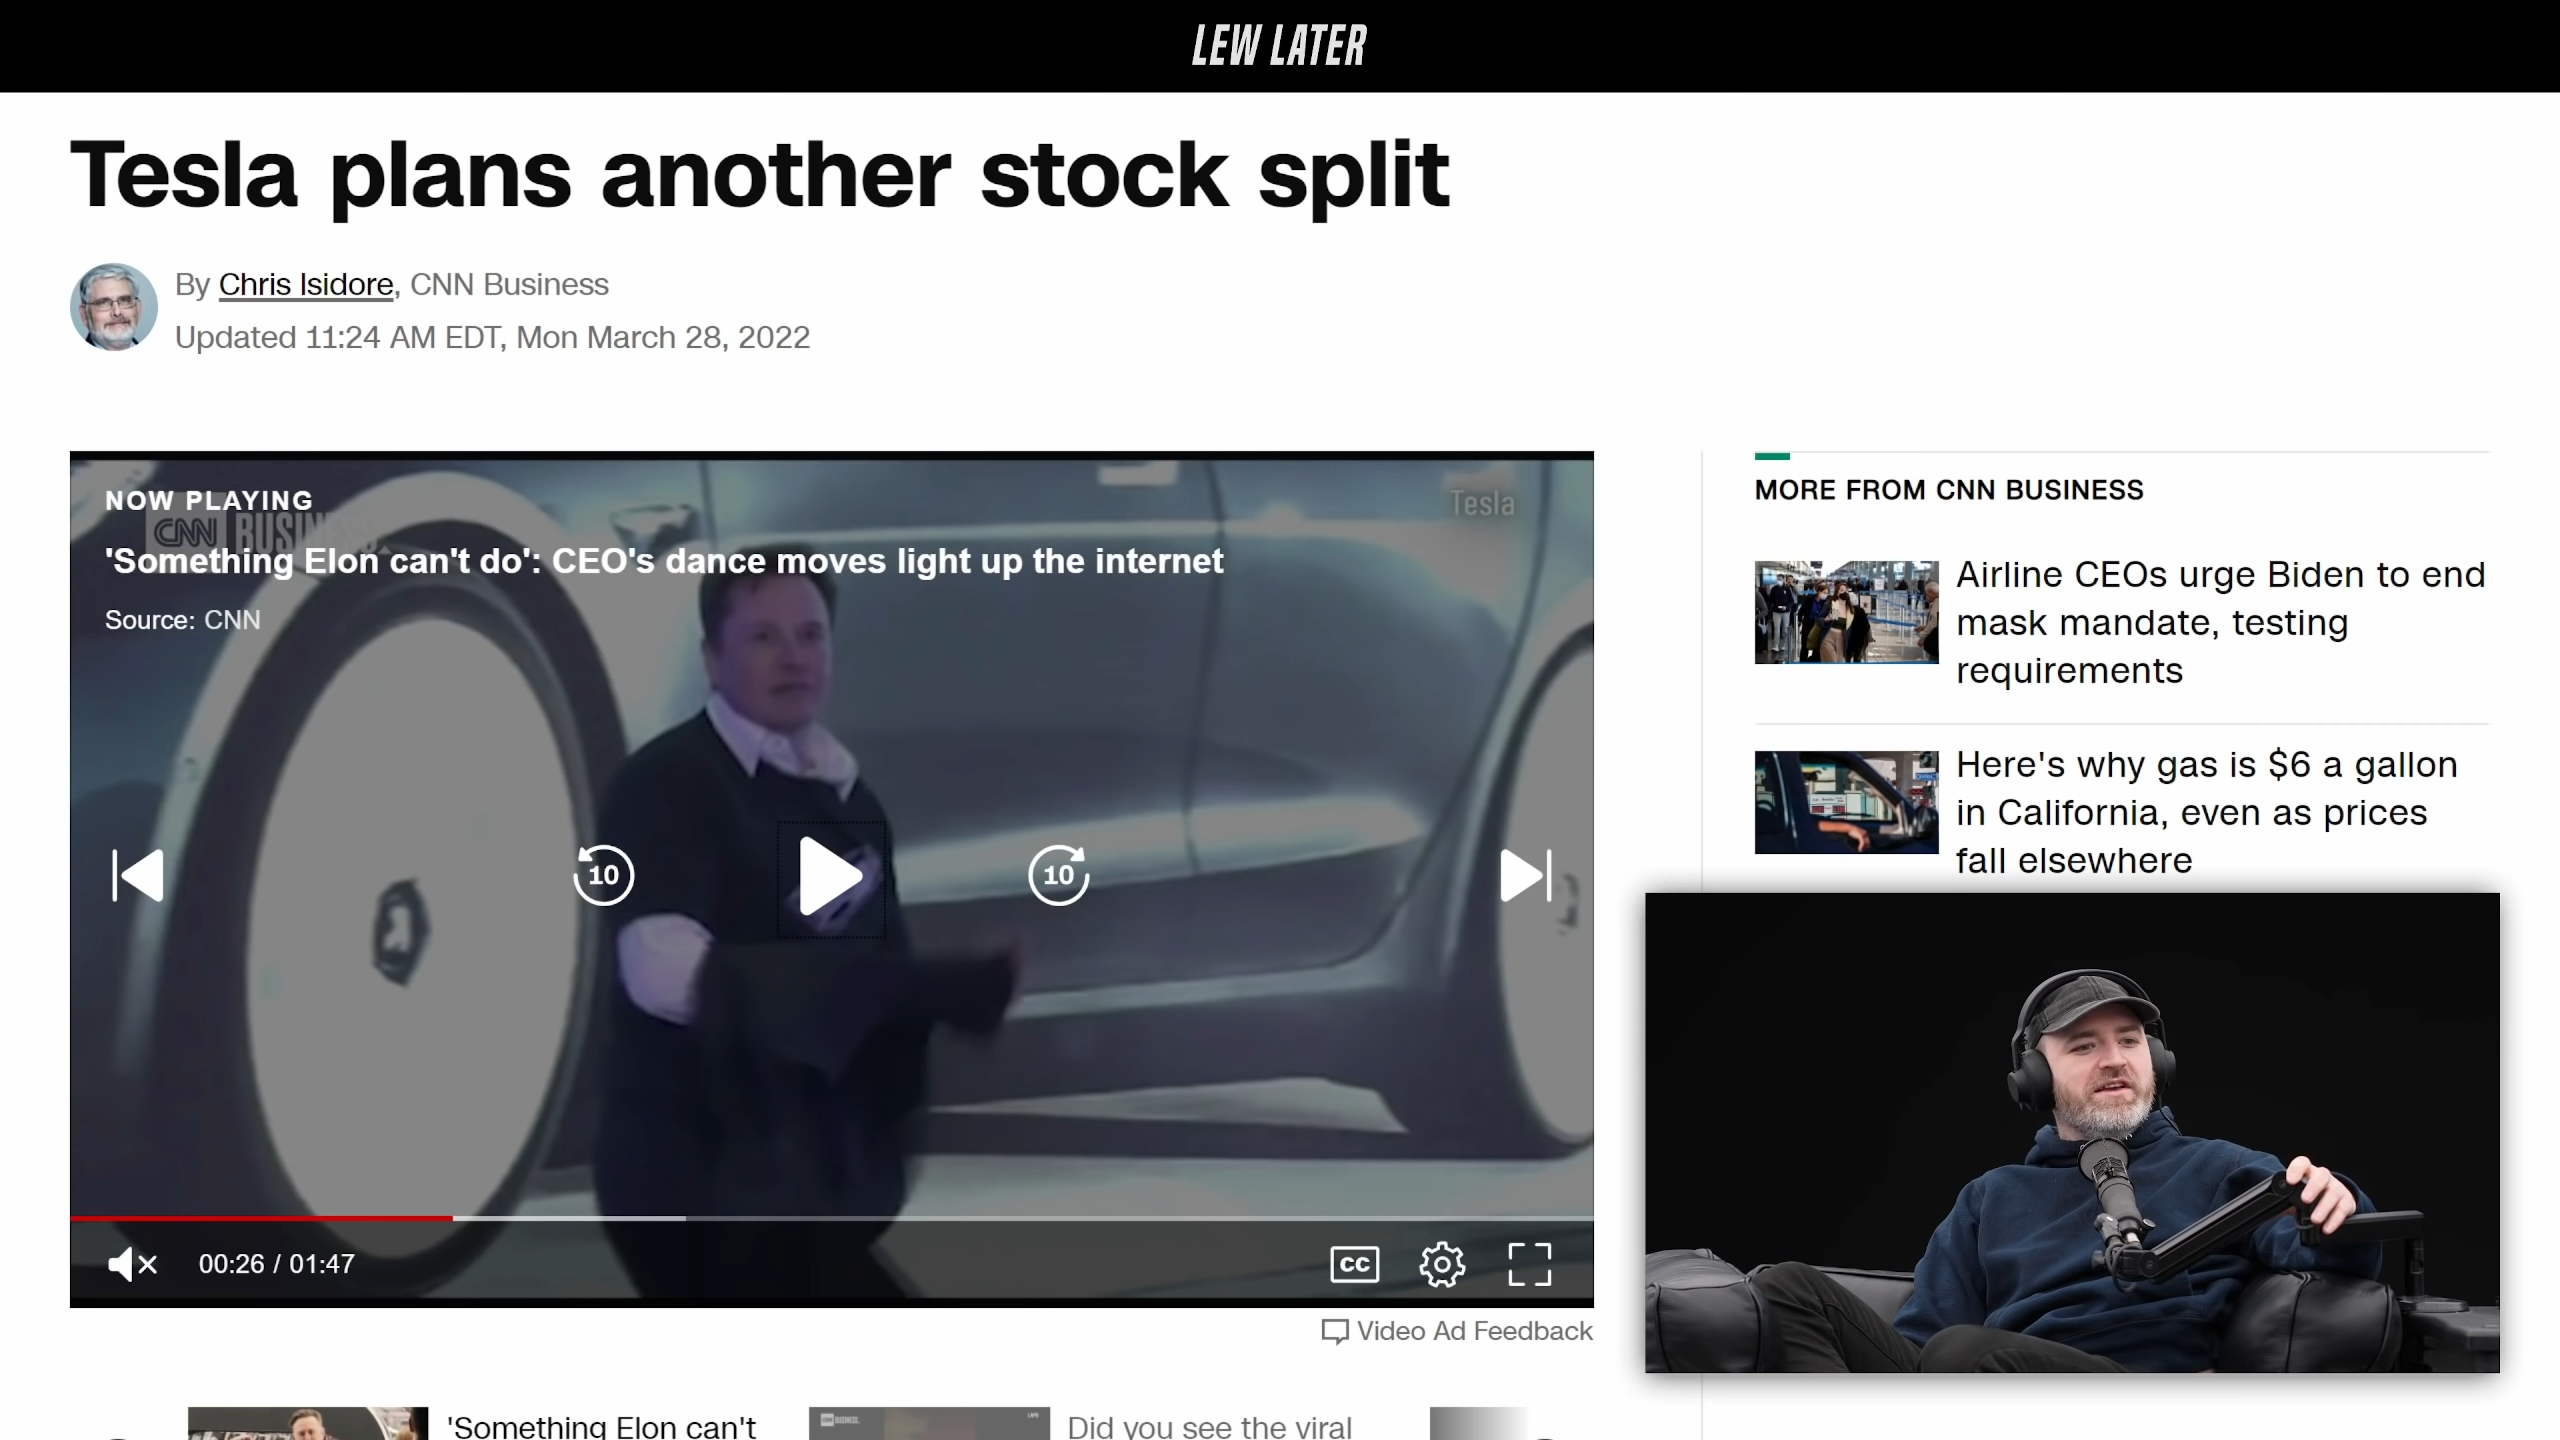 LEW LATER
Tesla plans another stock split
By Chris Isidore, CNN Business
Updated 11:24 AM EDT, Mon March 28, 2022
NOW PLAYING
CNN BUSINESS
Tesla
'Something Elon can't do': CEO's dance moves light up the internet
Source: CNN
10
10
00:26 / 01:47
CC
Video Ad Feedback
'Something Elon can't
Did you see the viral
MORE FROM CNN BUSINESS
Airline CEOs urge Biden to end
mask mandate, testing
requirements
Here's why gas is $6 a gallon
in California, even as prices
fall elsewhere